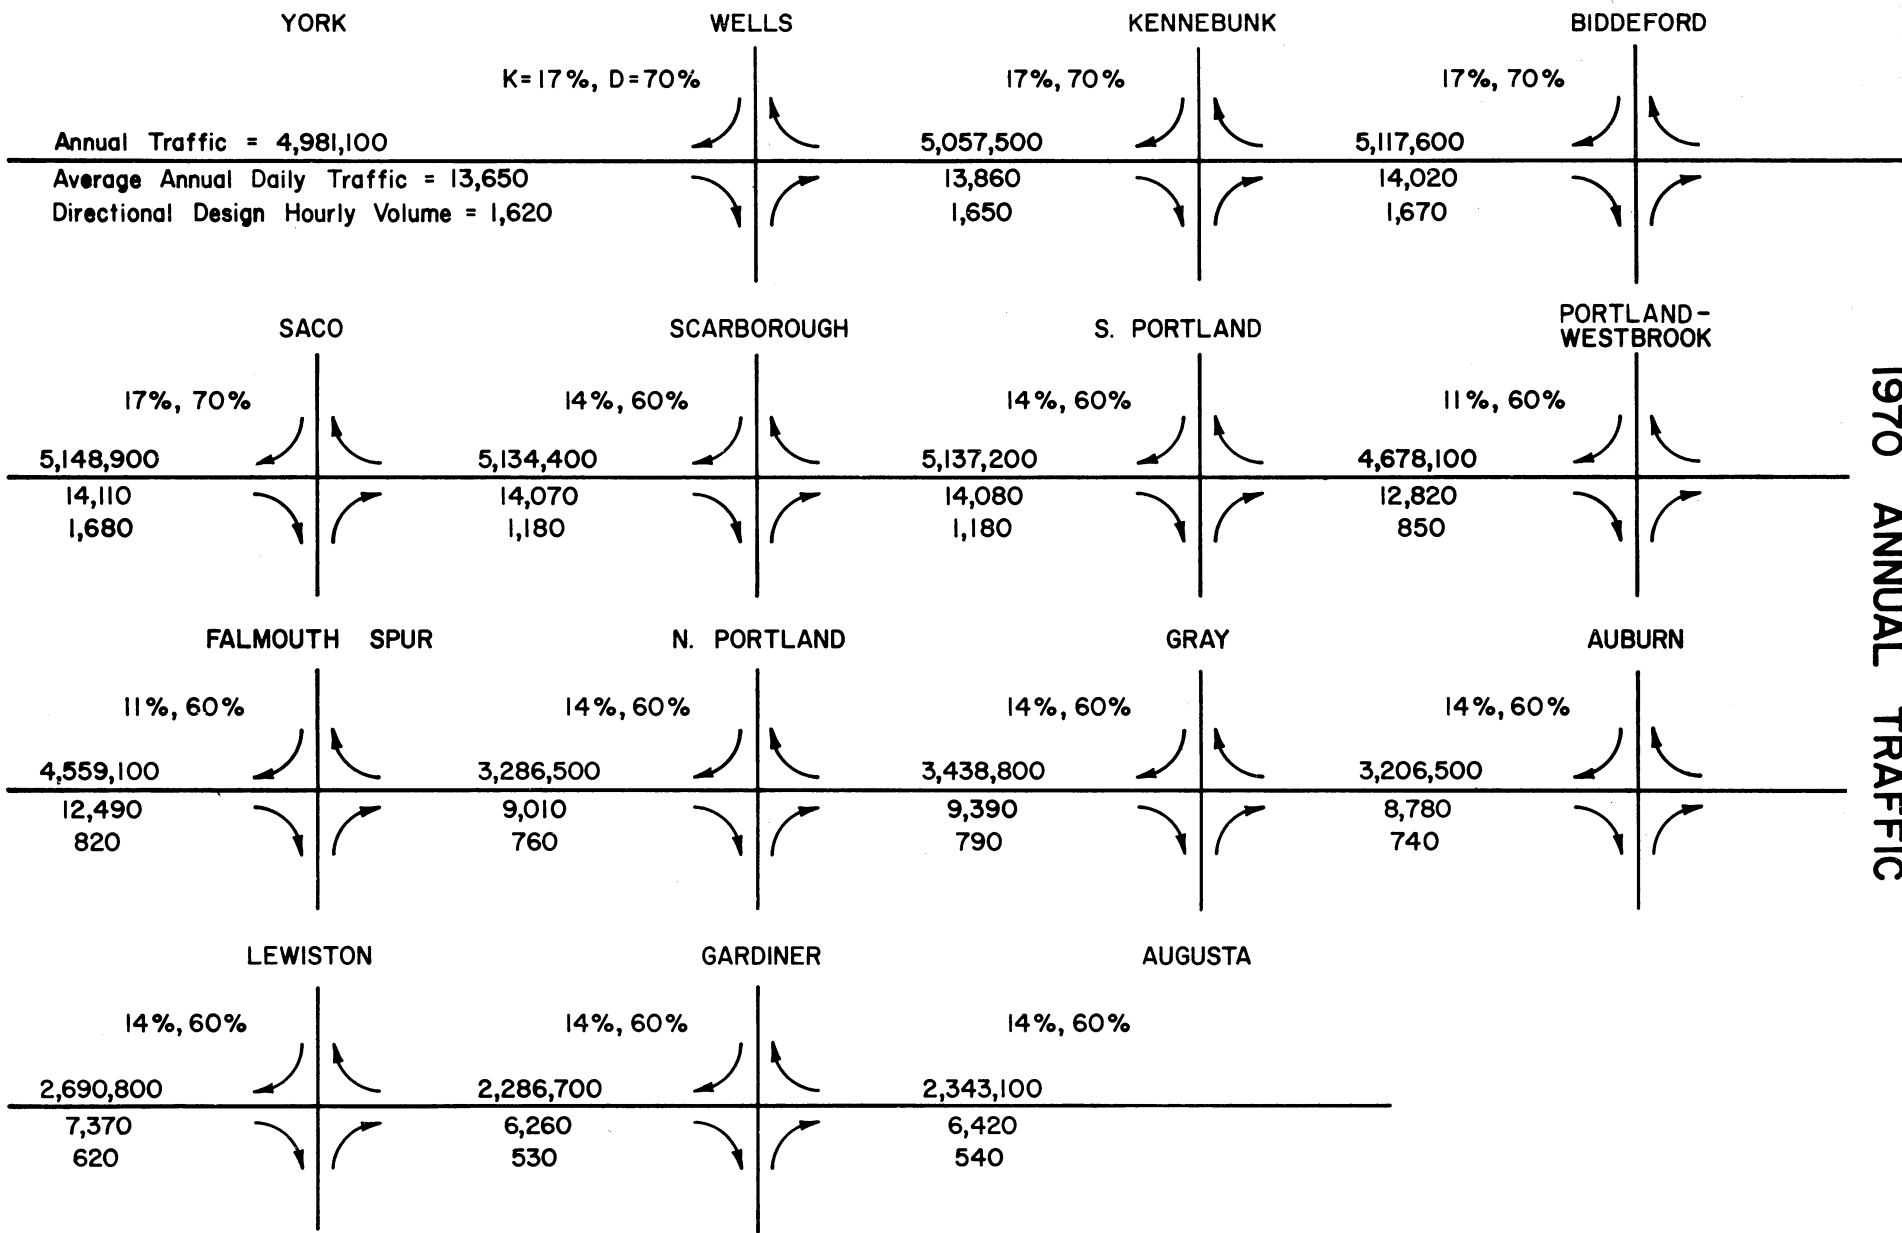 YORK WELLS KENNEBUNK BIDDEFORD
K=17%, D=70% 17%, 70% 17%, 70%
Annual Traffic = 4,981,100 5,057,500 5,117,600
Average Annual Daily Traffic = 13,650 13,860 14,020
Directional Design Hourly Volume = 1,620 1,650 1,670
SACO SCARBOROUGH S. PORTLAND PORTLAND-
WESTBROOK
17%, 70% 14%, 60% 14%, 60% 11%, 60%
5,148,900 5,134,400 5,137,200 4,678,100
14,110 14,070 14,080 12,820
1,680 1,180 1,180 850
FALMOUTH SPUR N. PORTLAND GRAY AUBURN
11%, 60% 14%, 60% 14%, 60% 14%, 60%
4,559,100 3,286,500 3,438,800 3,206,500
12,490 9,010 9,390 8,780
820 760 790 740
LEWISTON GARDINER AUGUSTA
14%, 60% 14%, 60% 14%, 60%
2,690,800 2,286,700 2,343,100
7,370 6,260 6,420
620 530 540
1970 ANNUAL TRAFFIC